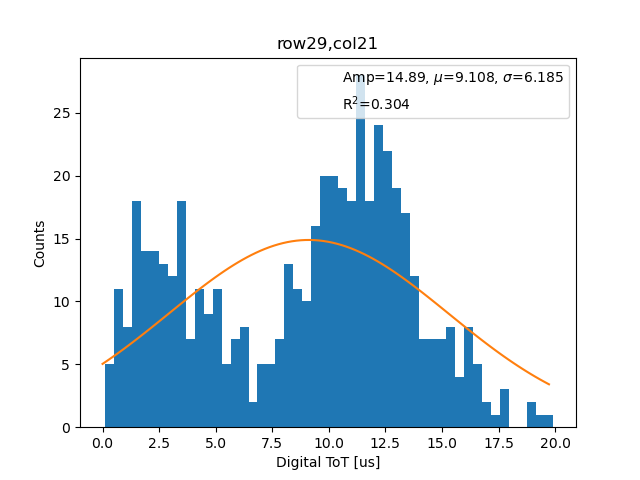 row29,col21
Amp=14.89, μ=9.108, σ=6.185
R²=0.304
Counts
25
20
15
10
5
0
0.0 2.5 5.0 7.5 10.0 12.5 15.0 17.5 20.0
Digital ToT [us]